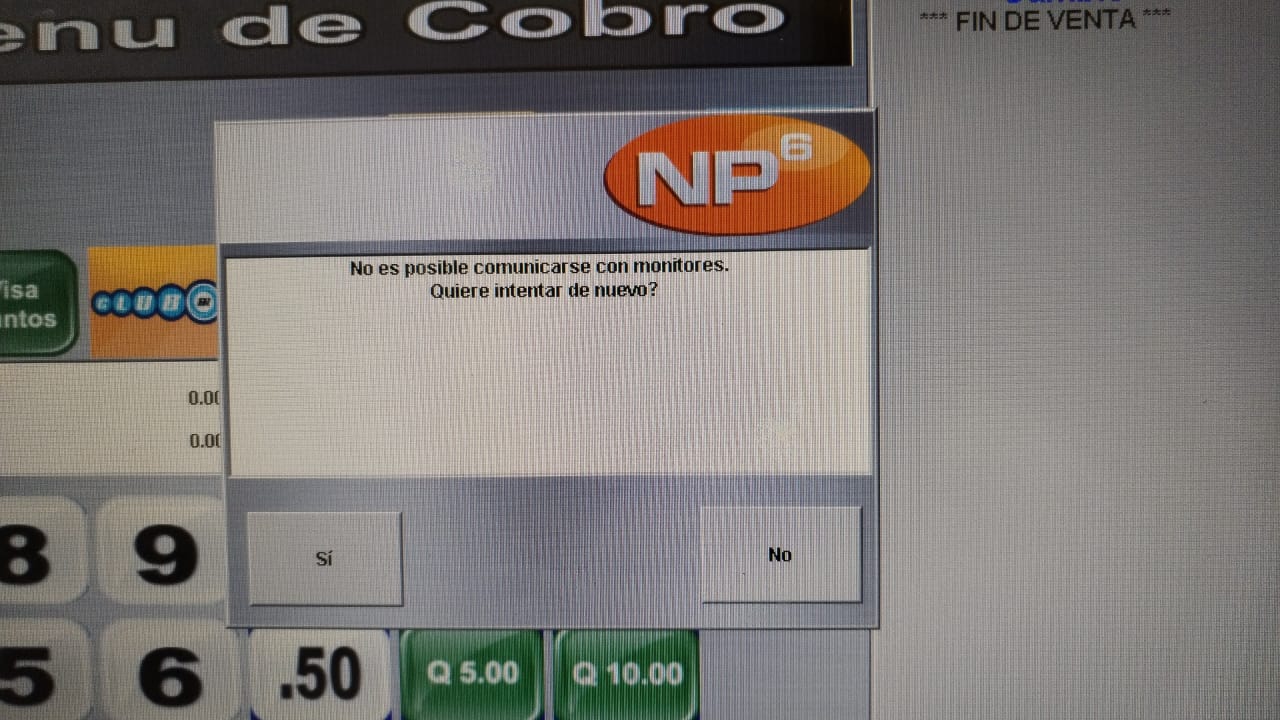 enu de Cobro
*** FIN DE VENTA ***
NP6
No es posible comunicarse con monitores.
Quiere intentar de nuevo?
isa
ntos
CLUB
0.00
0.00
Sí
No
8
9
5
6
.50
Q 5.00
Q 10.00